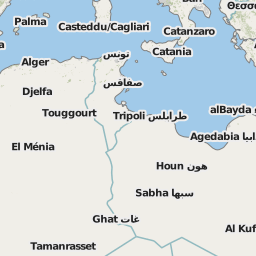 Palma
Casteddu/Cagliari
Catanzaro
Θεσσ
Alger
تونس
Catania
Djelfa
صفاقس
Touggourt
Tripoli طرابلس
alBayda
Agedabia
El Ménia
Houn هون
Sabha سبها
Ghat غات
Al Kuf
Tamanrasset